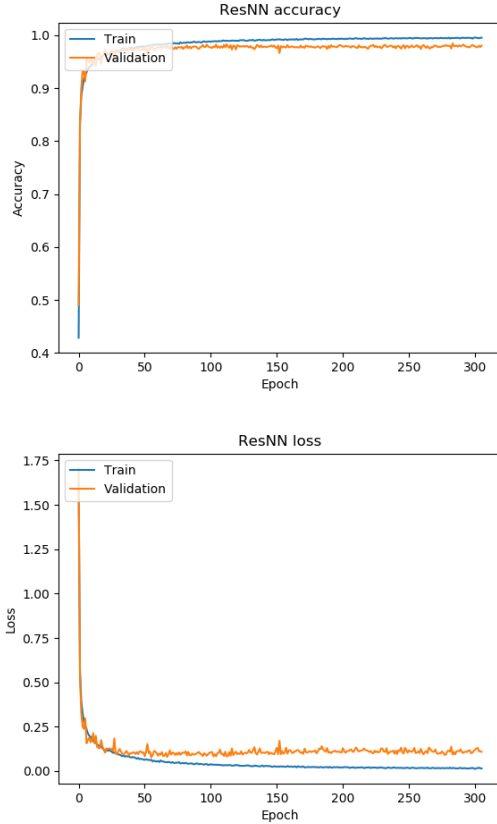 ResNN accuracy
Train
Validation
1.0
0.9
0.8
0.7
0.6
0.5
0.4
Accuracy
0 50 100 150 200 250 300
Epoch
ResNN loss
Train
Validation
1.75
1.50
1.25
1.00
0.75
0.50
0.25
0.00
Loss
0 50 100 150 200 250 300
Epoch